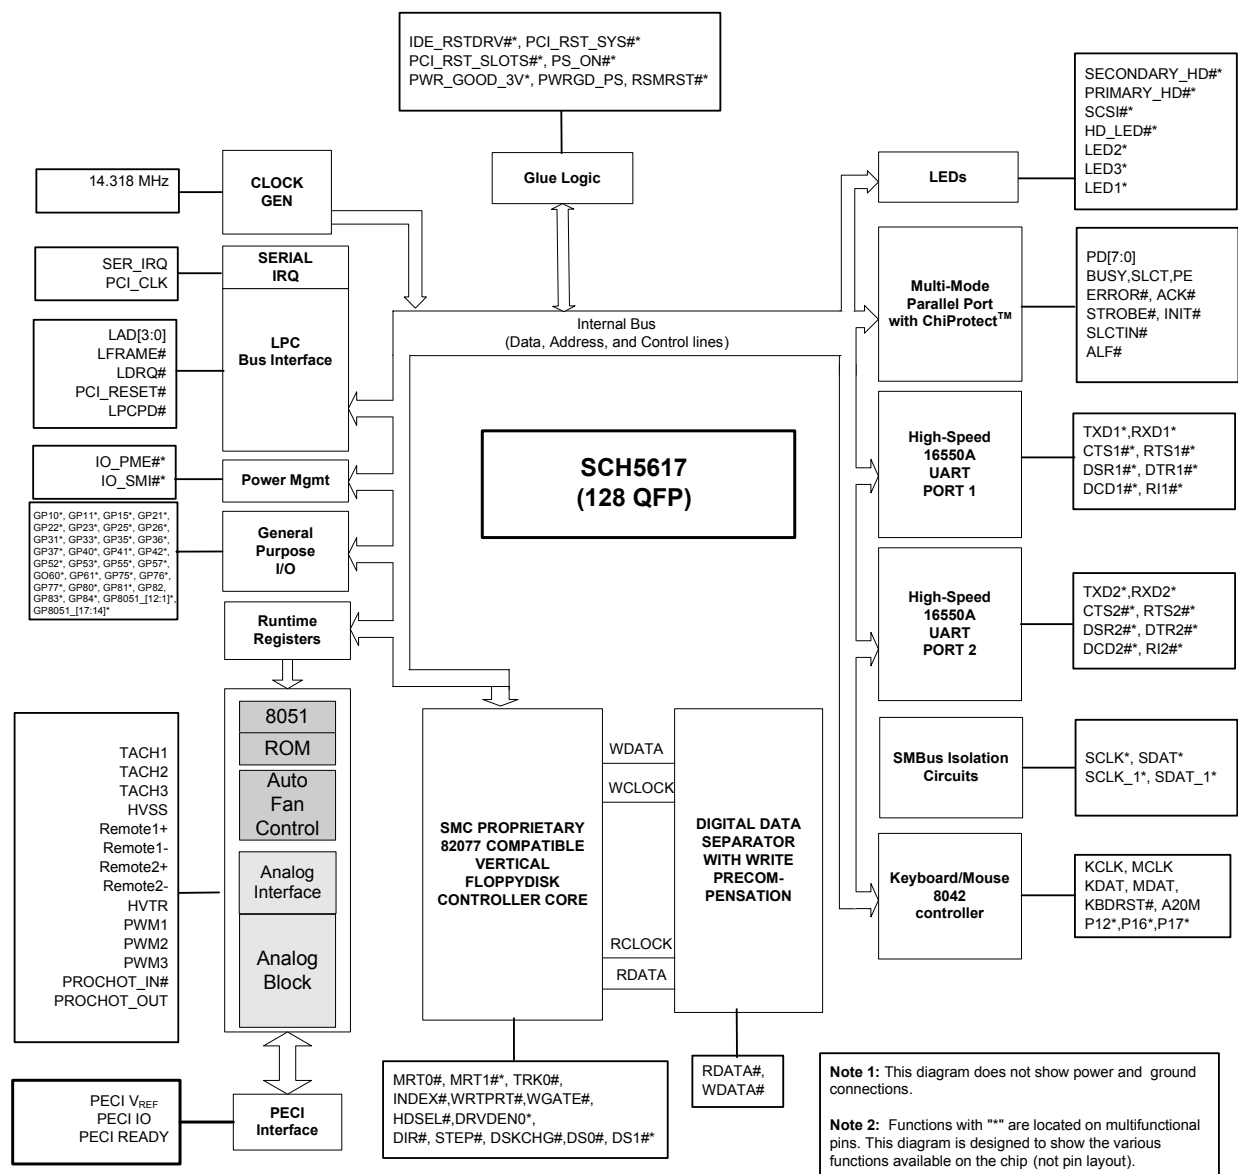 IDE_RSTDRV#*, PCI_RST_SYS#*
PCI_RST_SLOTS#*, PS_ON#*
PWR_GOOD_3V*, PWRGD_PS, RSMRST#*
Glue Logic
14.318 MHz
CLOCK
GEN
SER_IRQ
PCI_CLK
SERIAL
IRQ
LAD[3:0]
LFRAME#
LDRQ#
PCI_RESET#
LPCPD#
LPC
Bus Interface
IO_PME#*
IO_SMI#*
Power Mgmt
GP10*, GP11*, GP15*, GP21*,
GP22*, GP23*, GP25*, GP26*,
GP31*, GP33*, GP35*, GP36*,
GP37*, GP40*, GP41*, GP42*,
GP52*, GP53*, GP55*, GP57*,
GO60*, GP61*, GP75*, GP76*,
GP77*, GP80*, GP81*, GP82,
GP83*, GP84*, GP8051_[12:1]*,
GP8051_[17:14]*
General
Purpose
I/O
Runtime
Registers
8051
ROM
Auto
Fan
Control
Analog
Interface
Analog
Block
TACH1
TACH2
TACH3
HVSS
Remote1+
Remote1-
Remote2+
Remote2-
HVTR
PWM1
PWM2
PWM3
PROCHOT_IN#
PROCHOT_OUT
PECI VREF
PECI IO
PECI READY
PECI
Interface
Internal Bus
(Data, Address, and Control lines)
SCH5617
(128 QFP)
SMC PROPRIETARY
82077 COMPATIBLE
VERTICAL
FLOPPYDISK
CONTROLLER CORE
WDATA
WCLOCK
RCLOCK
RDATA
DIGITAL DATA
SEPARATOR
WITH WRITE
PRECOM-
PENSATION
MRT0#, MRT1#*, TRK0#,
INDEX#,WRTPRT#,WGATE#,
HDSEL#,DRVDEN0*,
DIR#, STEP#, DSKCHG#,DS0#, DS1#*
RDATA#,
WDATA#
LEDs
SECONDARY_HD#*
PRIMARY_HD#*
SCSI#*
HD_LED#*
LED2*
LED3*
LED1*
Multi-Mode
Parallel Port
with ChiProtect™
PD[7:0]
BUSY,SLCT,PE
ERROR#, ACK#
STROBE#, INIT#
SLCTIN#
ALF#
High-Speed
16550A
UART
PORT 1
TXD1*,RXD1*
CTS1#*, RTS1#*
DSR1#*, DTR1#*
DCD1#*, RI1#*
High-Speed
16550A
UART
PORT 2
TXD2*,RXD2*
CTS2#*, RTS2#*
DSR2#*, DTR2#*
DCD2#*, RI2#*
SMBus Isolation
Circuits
SCLK*, SDAT*
SCLK_1*, SDAT_1*
Keyboard/Mouse
8042
controller
KCLK, MCLK
KDAT, MDAT,
KBDRST#, A20M
P12*,P16*,P17*
Note 1: This diagram does not show power and ground
connections.
Note 2: Functions with "*" are located on multifunctional
pins. This diagram is designed to show the various
functions available on the chip (not pin layout).